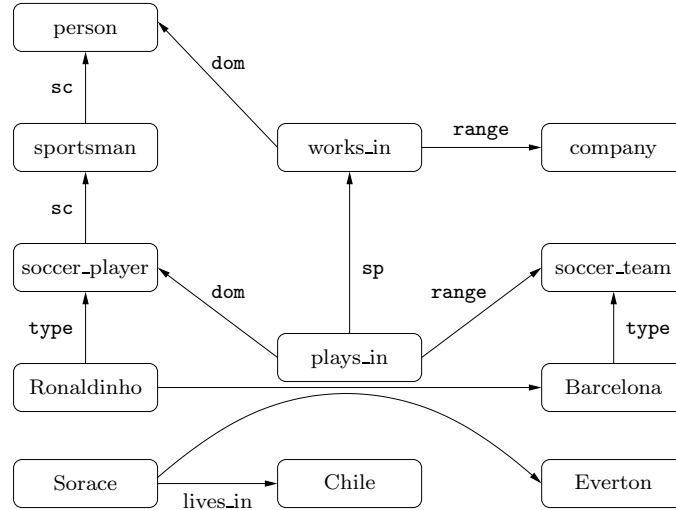 person
dom
sc
sportsman
works_in
range
company
sc
soccer_player
dom
sp
range
soccer_team
type
plays_in
type
Ronaldinho
Barcelona
Sorace
lives_in
Chile
Everton